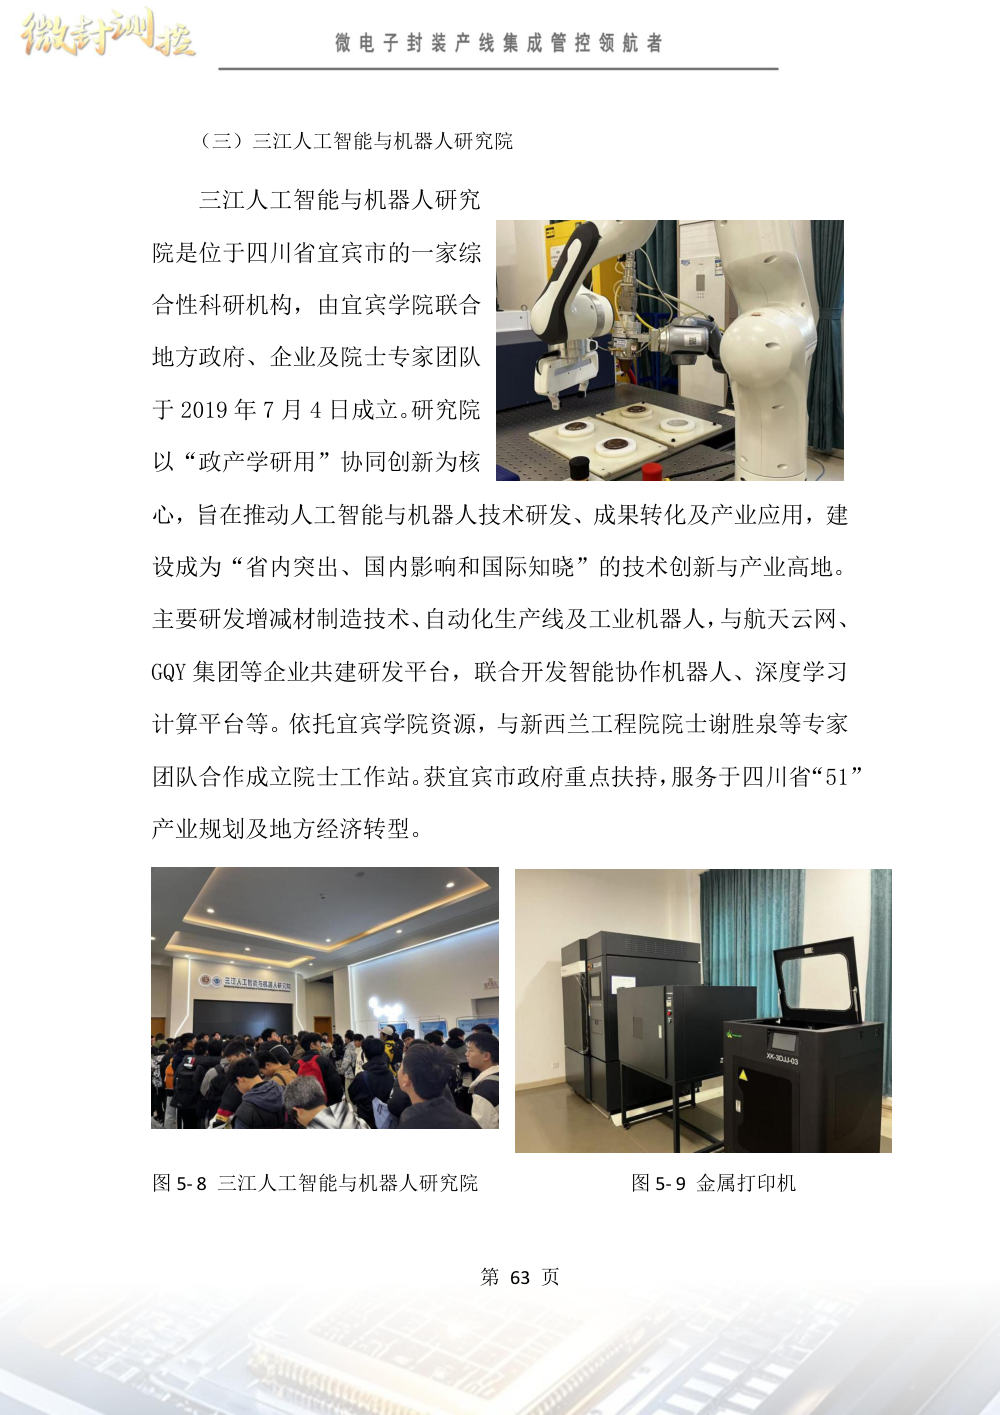 微封测控
微电子封装产线集成管控领航者
（三）三江人工智能与机器人研究院
三江人工智能与机器人研究
院是位于四川省宜宾市的一家综
合性科研机构，由宜宾学院联合
地方政府、企业及院士专家团队
于 2019 年 7 月 4 日成立。研究院
以“政产学研用”协同创新为核
心，旨在推动人工智能与机器人技术研发、成果转化及产业应用，建
设成为“省内突出、国内影响和国际知晓”的技术创新与产业高地。
主要研发增减材制造技术、自动化生产线及工业机器人，与航天云网、
GQY 集团等企业共建研发平台，联合开发智能协作机器人、深度学习
计算平台等。依托宜宾学院资源，与新西兰工程院院士谢胜泉等专家
团队合作成立院士工作站。获宜宾市政府重点扶持，服务于四川省“51”
产业规划及地方经济转型。
三江人工智能与机器人研究院
XK-3DJJ-03
图 5- 8 三江人工智能与机器人研究院
图 5- 9 金属打印机
第 63 页